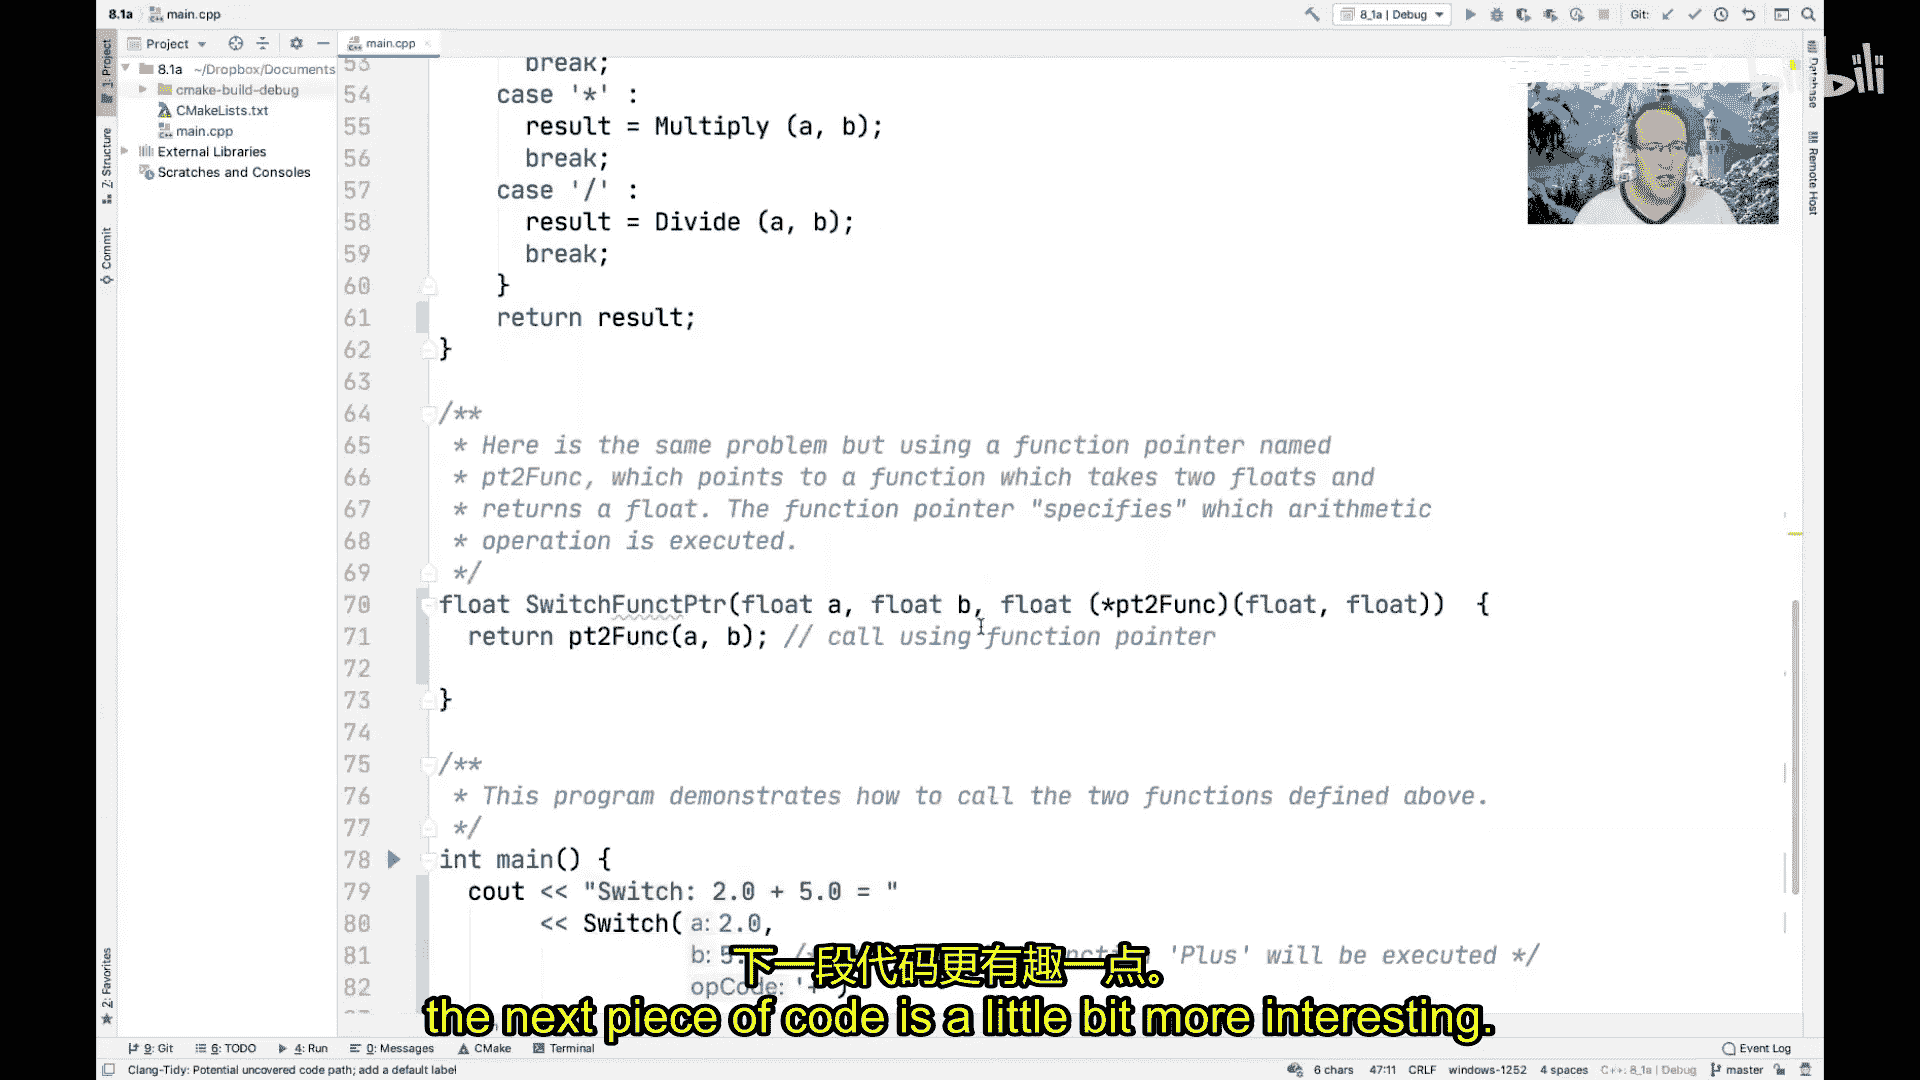 8.1a main.cpp 8_1a | Debug Git:
Project main.cpp
8.1a ~/Dropbox/Documents
cmake-build-debug
CMakeLists.txt
main.cpp
External Libraries
Scratches and Consoles
1: Project
7: Structure
Commit
2: Favorites
Database
Remote Host
bili
53 break;
54 case '*' :
55 result = Multiply (a, b);
56 break;
57 case '/' :
58 result = Divide (a, b);
59 break;
60 }
61 return result;
62 }
63
64 /**
65 * Here is the same problem but using a function pointer named
66 * pt2Func, which points to a function which takes two floats and
67 * returns a float. The function pointer "specifies" which arithmetic
68 * operation is executed.
69 */
70 float SwitchFunctPtr(float a, float b, float (*pt2Func)(float, float)) {
71 return pt2Func(a, b); // call using function pointer
72
73 }
74
75 /**
76 * This program demonstrates how to call the two functions defined above.
77 */
78 int main() {
79 cout << "Switch: 2.0 + 5.0 = "
80 << Switch( a: 2.0,
81 b: 5. 'Plus' will be executed */
82 opCode: '+'
下一段代码更有趣一点。
the next piece of code is a little bit more interesting.
9: Git 6: TODO 4: Run 0: Messages CMake Terminal Event Log
Clang-Tidy: Potential uncovered code path; add a default label 6 chars 47:11 CRLF windows-1252 4 spaces C++: 8_1a | Debug master